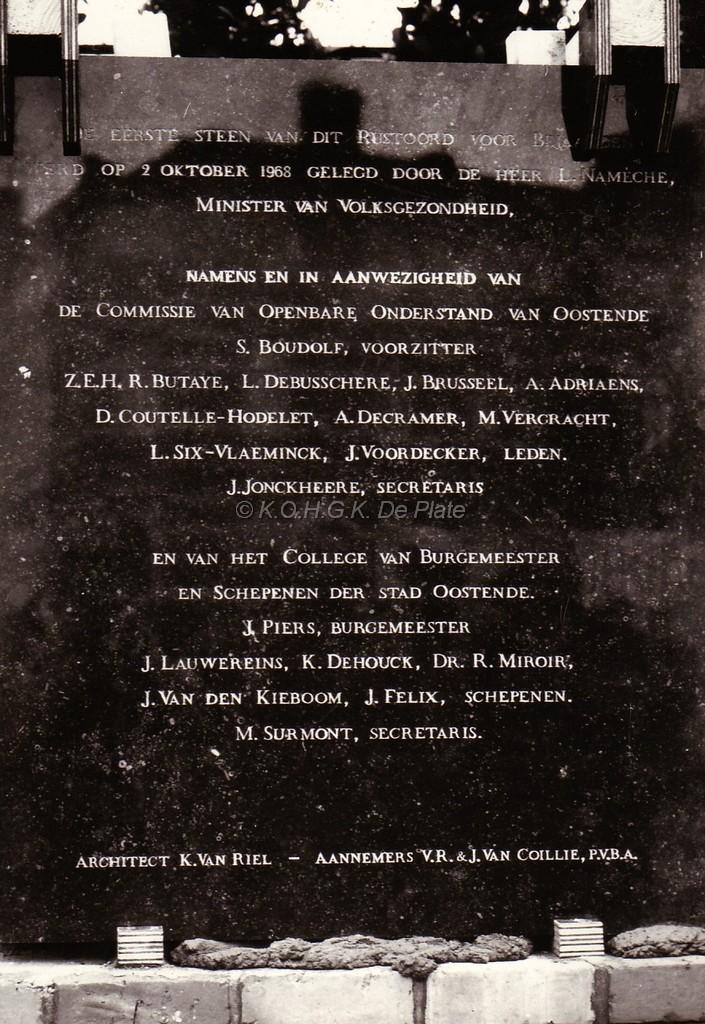 DE EERSTE STEEN VAN DIT RUSTOORD VOOR
OP 2 OKTOBER 1968 GELEGD DOOR DE HEER L. NAMÈCHE,
MINISTER VAN VOLKSGEZONDHEID,
NAMENS EN IN AANWEZIGHEID VAN
DE COMMISSIE VAN OPENBARE ONDERSTAND VAN OOSTENDE
S. BOUDOLF, VOORZITTER
Z.E.H. R. BUTAYE, L. DEBUSSCHERE, J. BRUSSEEL, A. ADRIAENS,
D. COUTELLE-HODELET, A. DECRAMER, M. VERGRACHT,
L. SIX-VLAEMINCK, J. VOORDECKER, LEDEN.
J. JONCKHEERE, SECRETARIS
© K.O.H.G.K. De Plate
EN VAN HET COLLEGE VAN BURGEMEESTER
EN SCHEPENEN DER STAD OOSTENDE.
J. PIERS, BURGEMEESTER
J. LAUWEREINS, K. DEHOUCK, DR. R. MIROIR,
J. VAN DEN KIEBOOM, J. FELIX, SCHEPENEN.
M. SURMONT, SECRETARIS.
ARCHITECT K. VAN RIEL – AANNEMERS V.R. & J. VAN COILLIE, P.V.B.A.